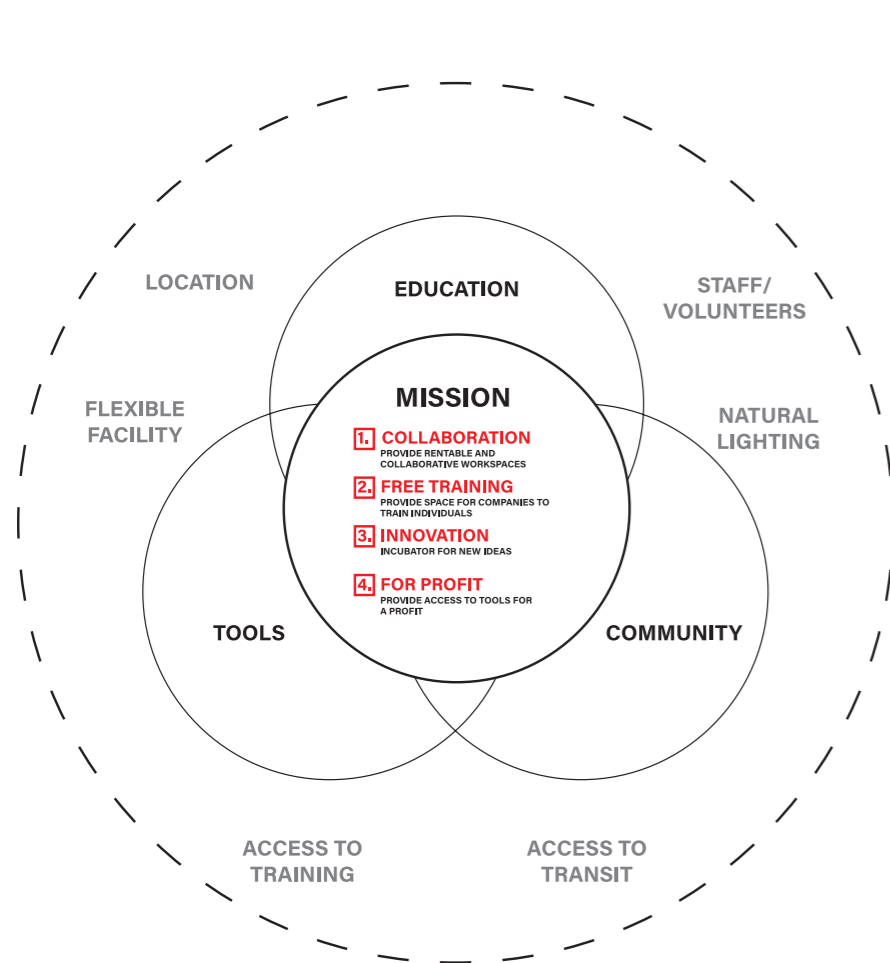 LOCATION
EDUCATION
STAFF/
VOLUNTEERS
FLEXIBLE
FACILITY
MISSION
1. COLLABORATION
PROVIDE RENTABLE AND
COLLABORATIVE WORKSPACES
2. FREE TRAINING
PROVIDE SPACE FOR COMPANIES TO
TRAIN INDIVIDUALS
3. INNOVATION
INCUBATOR FOR NEW IDEAS
4. FOR PROFIT
PROVIDE ACCESS TO TOOLS FOR
A PROFIT
NATURAL
LIGHTING
TOOLS
COMMUNITY
ACCESS TO
TRAINING
ACCESS TO
TRANSIT